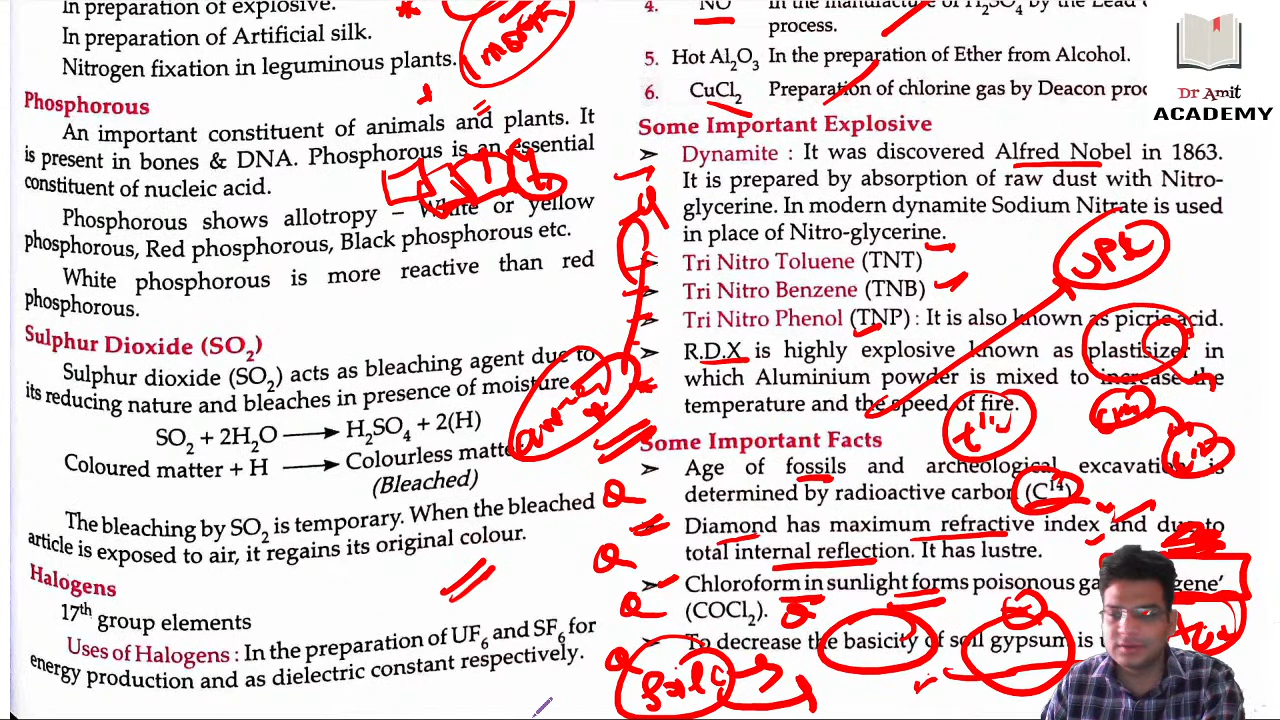 In preparation of explosive.
In preparation of Artificial silk.
Nitrogen fixation in leguminous plants.
Phosphorous
An important constituent of animals and plants. It
is present in bones & DNA. Phosphorous is an essential
constituent of nucleic acid.
Phosphorous shows allotropy – White or yellow
phosphorous, Red phosphorous, Black phosphorous etc.
White phosphorous is more reactive than red
phosphorous.
Sulphur Dioxide (SO₂)
Sulphur dioxide (SO₂) acts as bleaching agent due to
its reducing nature and bleaches in presence of moisture.
SO₂ + 2H₂O ⟶ H₂SO₄ + 2(H)
Coloured matter + H ⟶ Colourless matte
(Bleached)
The bleaching by SO₂ is temporary. When the bleached
article is exposed to air, it regains its original colour.
Halogens
17th group elements
Uses of Halogens : In the preparation of UF₆ and SF₆ for
energy production and as dielectric constant respectively.
4. NO In the manufacture of H₂SO₄ by the Lead
process.
5. Hot Al₂O₃ In the preparation of Ether from Alcohol.
6. CuCl₂ Preparation of chlorine gas by Deacon pro
Some Important Explosive
➢ Dynamite : It was discovered Alfred Nobel in 1863.
It is prepared by absorption of raw dust with Nitro-
glycerine. In modern dynamite Sodium Nitrate is used
in place of Nitro-glycerine.
Tri Nitro Toluene (TNT)
Tri Nitro Benzene (TNB)
Tri Nitro Phenol (TNP) : It is also known as picric acid.
➢ R.D.X is highly explosive known as plastisizer in
which Aluminium powder is mixed to increase the
temperature and the speed of fire.
Some Important Facts
➢ Age of fossils and archeological excavation is
determined by radioactive carbon (C¹⁴)
Diamond has maximum refractive index and due to
total internal reflection. It has lustre.
➢ Chloroform in sunlight forms poisonous ga gene'
(COCl₂).
➢ To decrease the basicity of soil gypsum is u
Dr Amit
ACADEMY
UPSC